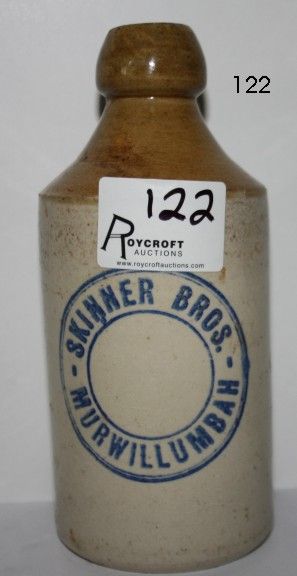 122
122
ROYCROFT
AUCTIONS
www.roycroftauctions.com
- SKINNER BROS. -
MURWILLUMBAH